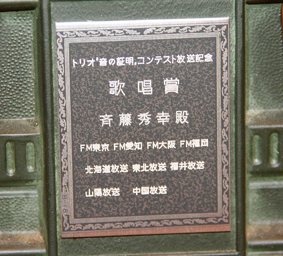 トリオ"音の証明"コンテスト放送記念
歌唱賞
斉藤秀幸殿
FM東京 FM愛知 FM大阪 FM福岡
北海道放送 東北放送 福井放送
山陽放送 中国放送